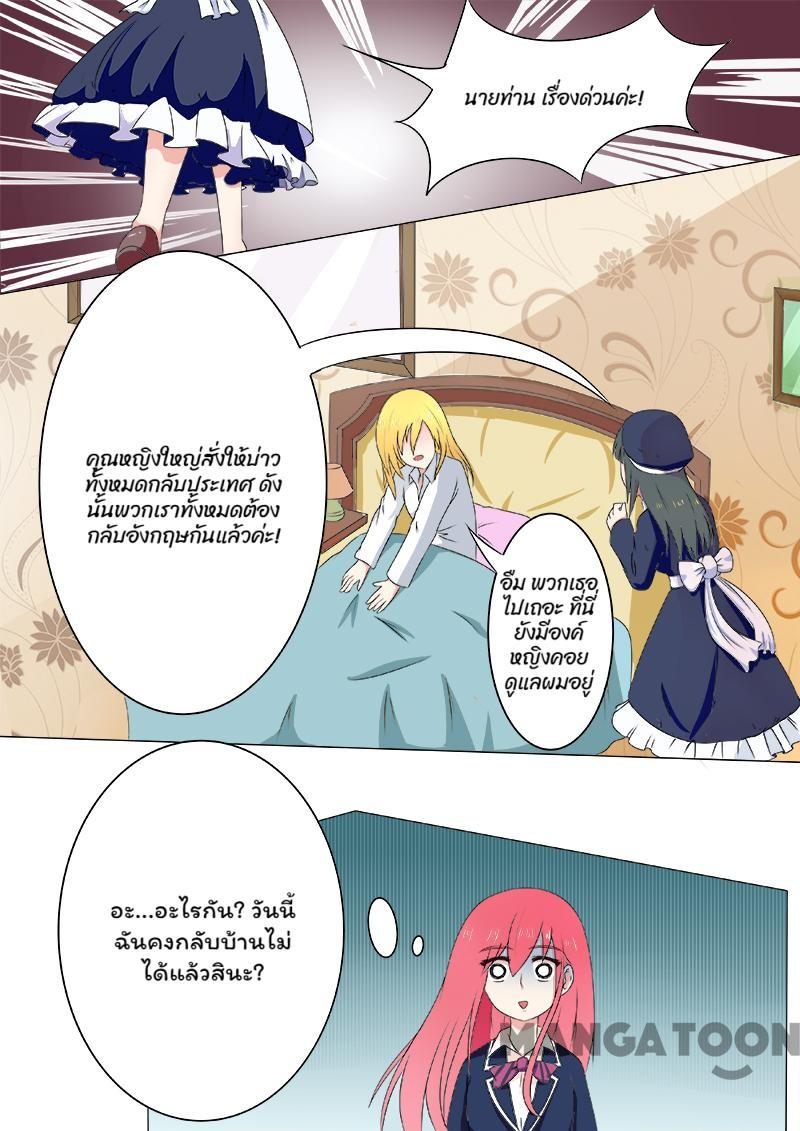 นายท่าน เรื่องด่วนค่ะ!
คุณหญิงใหญ่สั่งให้บ่าว
ทั้งหมดกลับประเทศ ดัง
นั้นพวกเราทั้งหมดต้อง
กลับอังกฤษกันแล้วค่ะ!
อืม พวกเธอ
ไปเถอะ ที่นี่
ยังมีองค์
หญิงคอย
ดูแลผมอยู่
อะ...อะไรกัน? วันนี้
ฉันคงกลับบ้านไม่
ได้แล้วสินะ?
MANGATOON